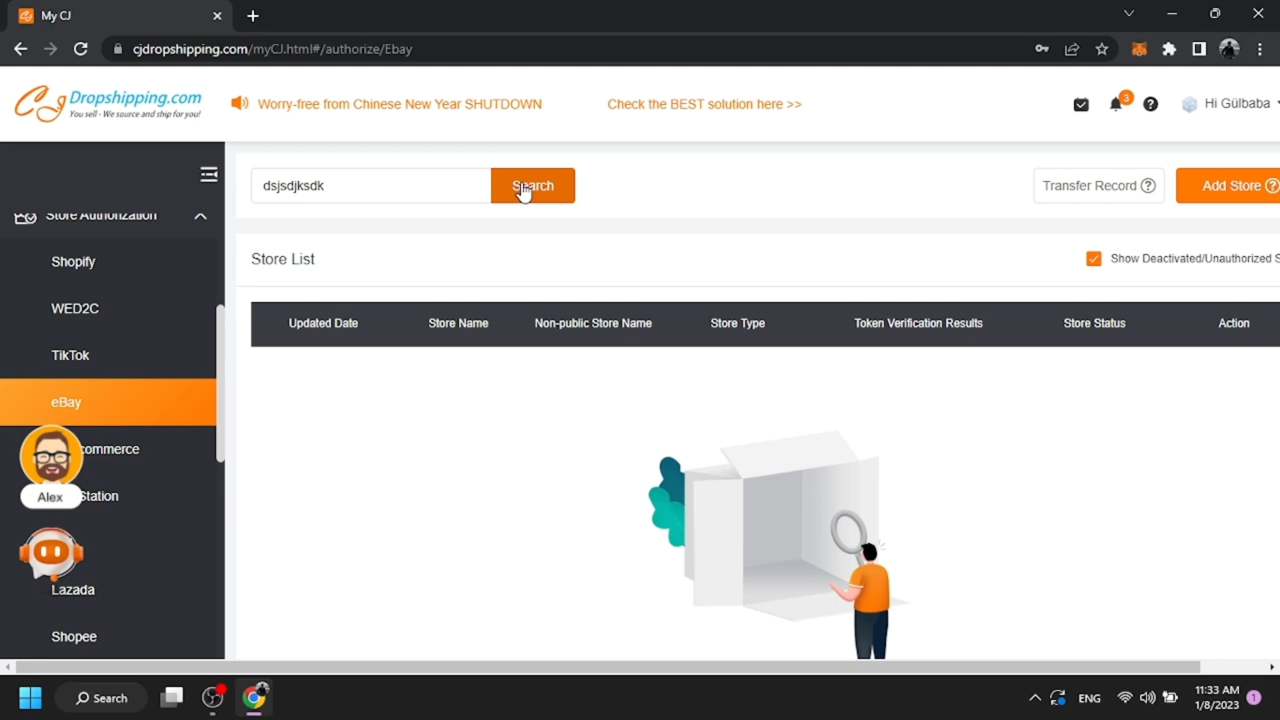 My CJ
cjdropshipping.com/myCJ.html#/authorize/Ebay
CJ Dropshipping.com
You sell - We source and ship for you!
Worry-free from Chinese New Year SHUTDOWN
Check the BEST solution here >>
3
Hi Gülbaba
dsjsdjksdk
Search
Transfer Record
Add Store
Store Authorization
Shopify
WED2C
TikTok
eBay
commerce
Station
Alex
Lazada
Shopee
Store List
Show Deactivated/Unauthorized S
Updated Date
Store Name
Non-public Store Name
Store Type
Token Verification Results
Store Status
Action
Search
ENG
11:33 AM
1/8/2023
1